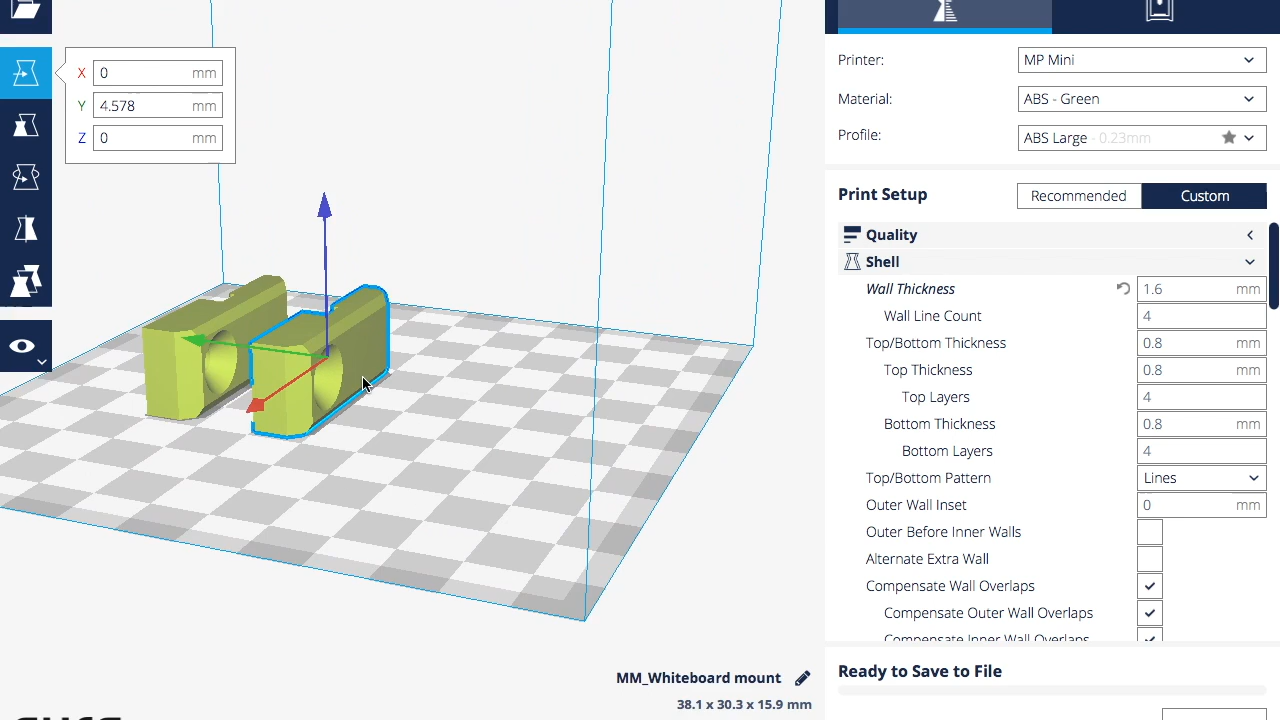 X 0 mm
Y 4.578 mm
Z 0 mm
Printer: MP Mini
Material: ABS - Green
Profile: ABS Large - 0.23mm
Print Setup Recommended Custom
Quality
Shell
Wall Thickness 1.6 mm
Wall Line Count 4
Top/Bottom Thickness 0.8 mm
Top Thickness 0.8 mm
Top Layers 4
Bottom Thickness 0.8 mm
Bottom Layers 4
Top/Bottom Pattern Lines
Outer Wall Inset 0 mm
Outer Before Inner Walls
Alternate Extra Wall
Compensate Wall Overlaps
Compensate Outer Wall Overlaps
Compensate Inner Wall Overlaps
MM_Whiteboard mount
38.1 x 30.3 x 15.9 mm
Ready to Save to File